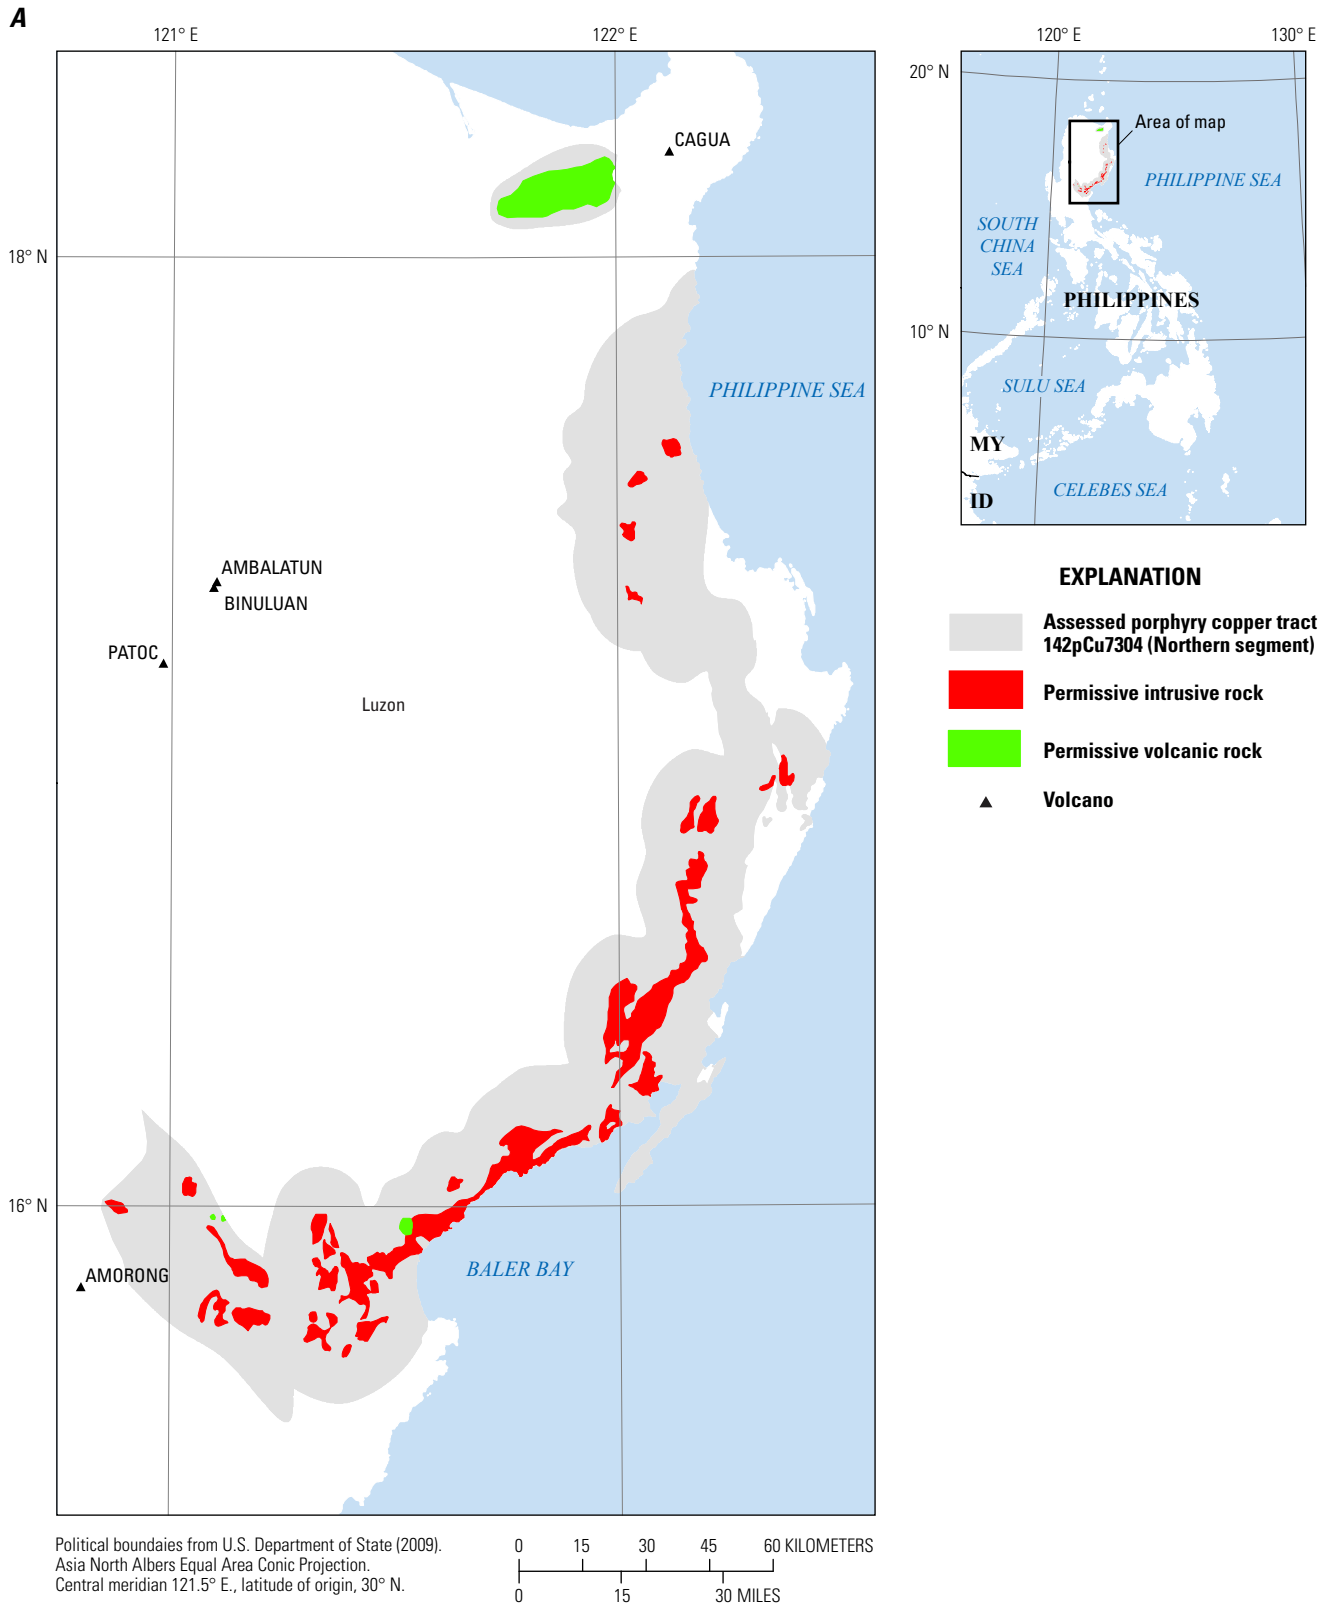 A
121° E
122° E
18° N
16° N
CAGUA
PHILIPPINE SEA
AMBALATUN
BINULUAN
PATOC
Luzon
AMORONG
BALER BAY
120° E
130° E
20° N
10° N
Area of map
PHILIPPINE SEA
SOUTH
CHINA
SEA
PHILIPPINES
SULU SEA
MY
ID
CELEBES SEA
EXPLANATION
Assessed porphyry copper tract
142pCu7304 (Northern segment)
Permissive intrusive rock
Permissive volcanic rock
Volcano
Political boundaies from U.S. Department of State (2009).
Asia North Albers Equal Area Conic Projection.
Central meridian 121.5° E., latitude of origin, 30° N.
0 15 30 45 60 KILOMETERS
0 15 30 MILES